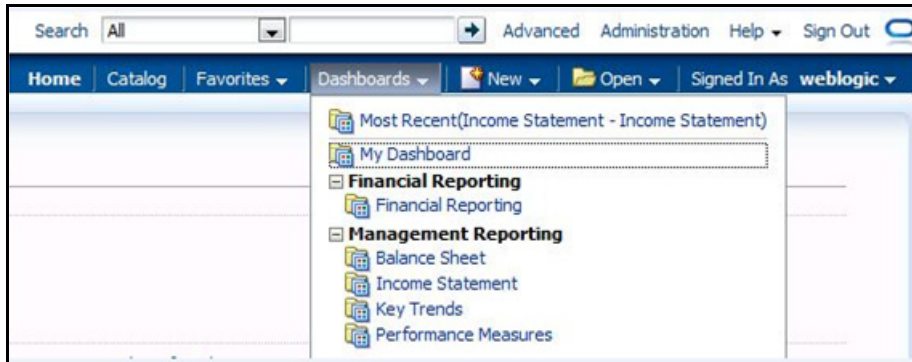 Search All Advanced Administration Help Sign Out
Home Catalog Favorites Dashboards New Open Signed In As weblogic
Most Recent(Income Statement - Income Statement)
My Dashboard
Financial Reporting
Financial Reporting
Management Reporting
Balance Sheet
Income Statement
Key Trends
Performance Measures